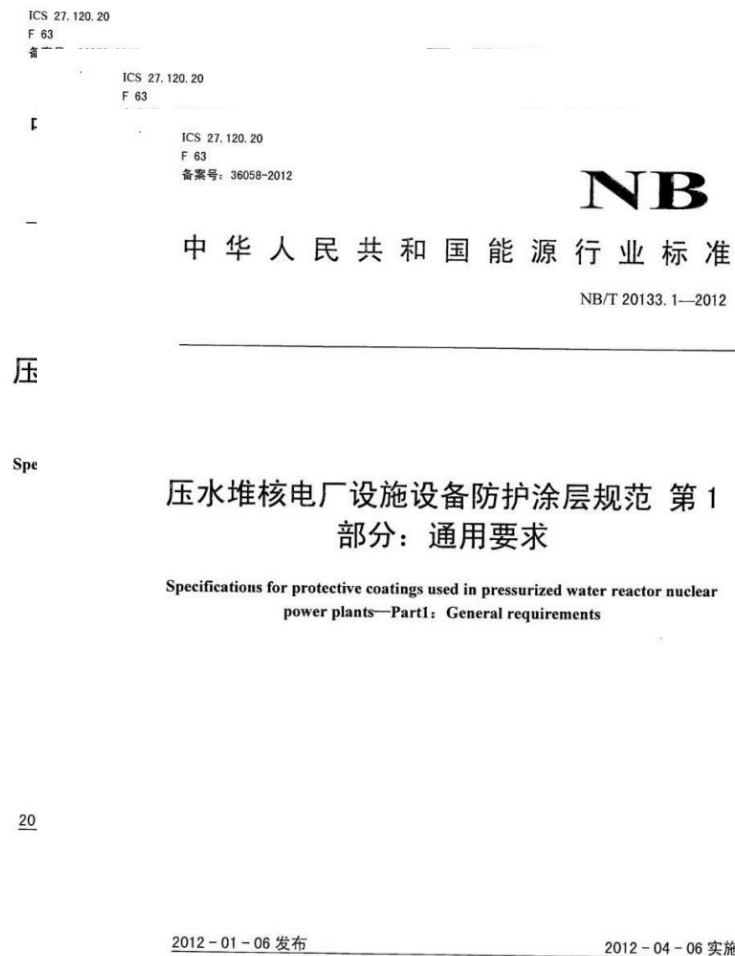 ICS 27.120.20
F 63
ICS 27.120.20
F 63
ICS 27.120.20
F 63
备案号：36058-2012
NB
中华人民共和国能源行业标准
NB/T 20133.1—2012
压
Spe
压水堆核电厂设施设备防护涂层规范 第1
部分：通用要求
Specifications for protective coatings used in pressurized water reactor nuclear
power plants—Part1：General requirements
20
2012－01－06 发布
2012－04－06 实施